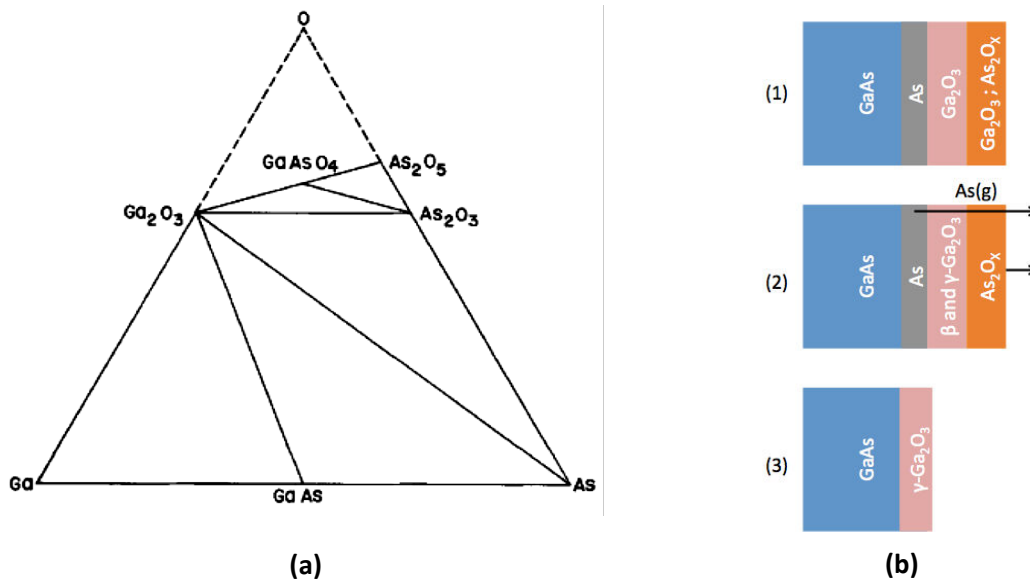 O
GaAsO₄
As₂O₅
Ga₂O₃
As₂O₃
Ga
GaAs
As
(a)
(1)
GaAs
As
Ga₂O₃
Ga₂O₃ ; As₂Oₓ
As(g)
(2)
GaAs
As
β and γ-Ga₂O₃
As₂Oₓ
(3)
GaAs
γ-Ga₂O₃
(b)